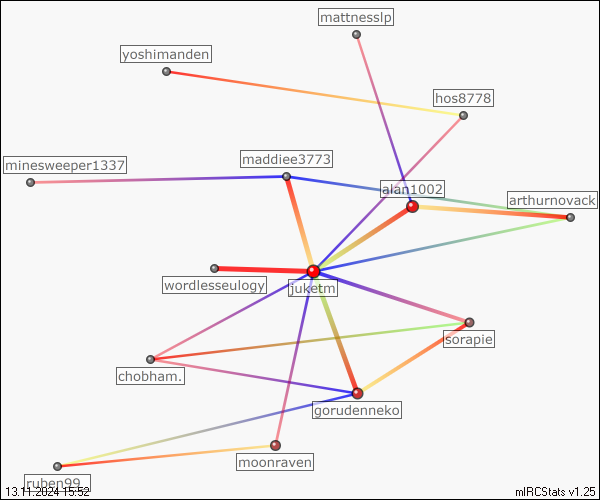 mattnesslp
yoshimanden
hos8778
maddiee3773
minesweeper1337
alan1002
arthurnovack
wordlesseulogy
juketm
sorapie
chobham.
gorudenneko
moonraven
ruben99_
13.11.2024 15:52
mIRCStats v1.25